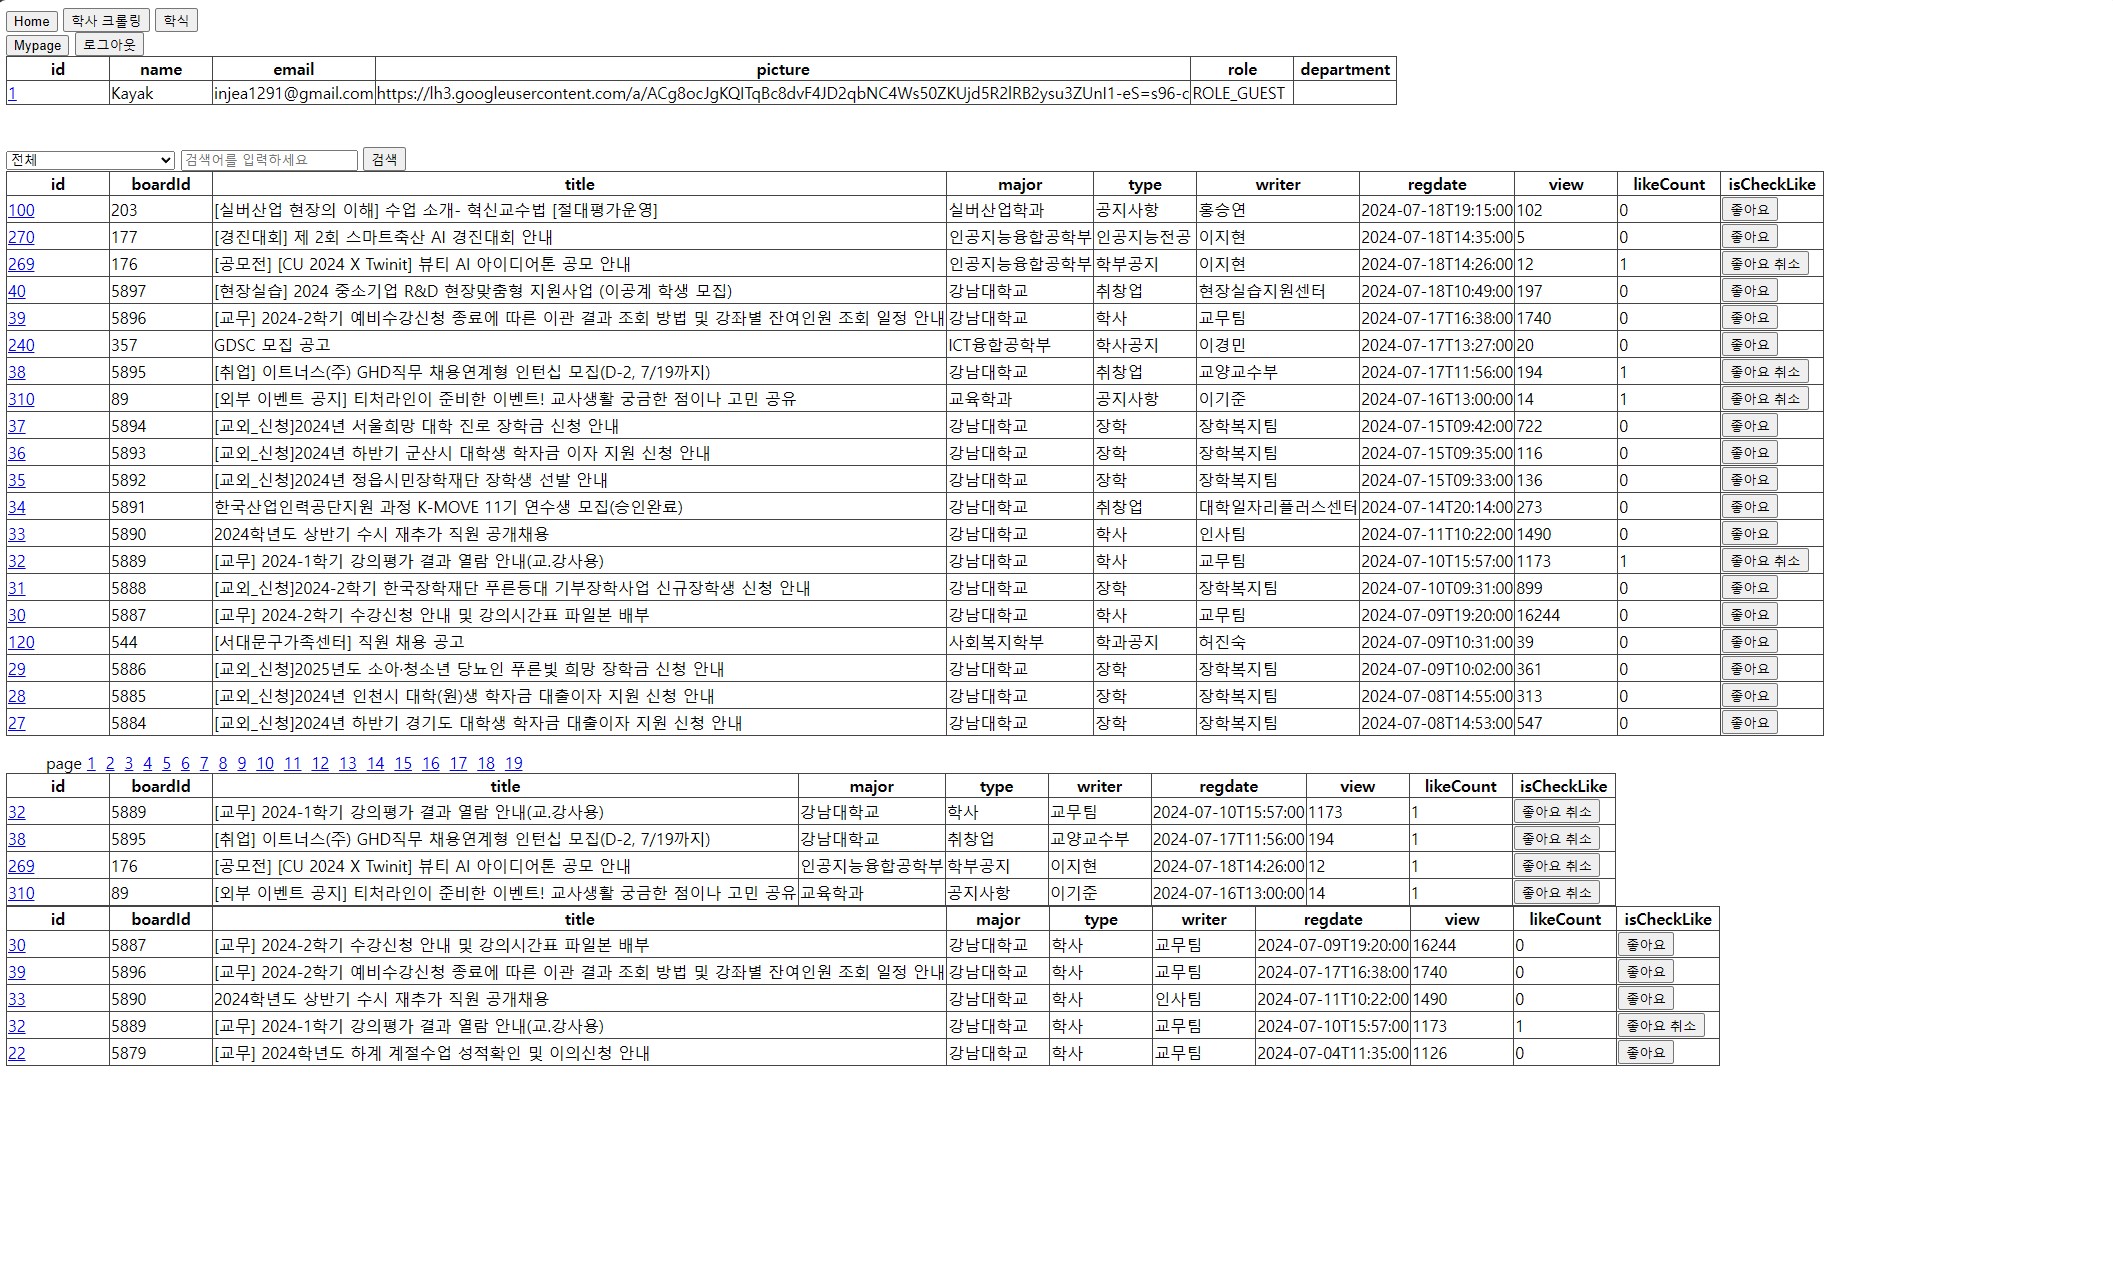 Home 학사 크롤링 학식
Mypage 로그아웃
id name email picture role department
1 Kayak injea1291@gmail.com https://lh3.googleusercontent.com/a/ACg8ocJgKQITqBc8dvF4JD2qbNC4Ws50ZKUjd5R2lRB2ysu3ZUnI1-eS=s96-c ROLE_GUEST
전체 검색어를 입력하세요 검색
id boardId title major type writer regdate view likeCount isCheckLike
100 203 [실버산업 현장의 이해] 수업 소개- 혁신교수법 [절대평가운영] 실버산업학과 공지사항 홍승연 2024-07-18T19:15:00 102 0 좋아요
270 177 [경진대회] 제 2회 스마트축산 AI 경진대회 안내 인공지능융합공학부 인공지능전공 이지현 2024-07-18T14:35:00 5 0 좋아요
269 176 [공모전] [CU 2024 X Twinit] 뷰티 AI 아이디어톤 공모 안내 인공지능융합공학부 학부공지 이지현 2024-07-18T14:26:00 12 1 좋아요 취소
40 5897 [현장실습] 2024 중소기업 R&D 현장맞춤형 지원사업 (이공계 학생 모집) 강남대학교 취창업 현장실습지원센터 2024-07-18T10:49:00 197 0 좋아요
39 5896 [교무] 2024-2학기 예비수강신청 종료에 따른 이관 결과 조회 방법 및 강좌별 잔여인원 조회 일정 안내 강남대학교 학사 교무팀 2024-07-17T16:38:00 1740 0 좋아요
240 357 GDSC 모집 공고 ICT융합공학부 학사공지 이경민 2024-07-17T13:27:00 20 0 좋아요
38 5895 [취업] 이트너스(주) GHD직무 채용연계형 인턴십 모집(D-2, 7/19까지) 강남대학교 취창업 교양교수부 2024-07-17T11:56:00 194 1 좋아요 취소
310 89 [외부 이벤트 공지] 티처라인이 준비한 이벤트! 교사생활 궁금한 점이나 고민 공유 교육학과 공지사항 이기준 2024-07-16T13:00:00 14 1 좋아요 취소
37 5894 [교외_신청]2024년 서울희망 대학 진로 장학금 신청 안내 강남대학교 장학 장학복지팀 2024-07-15T09:42:00 722 0 좋아요
36 5893 [교외_신청]2024년 하반기 군산시 대학생 학자금 이자 지원 신청 안내 강남대학교 장학 장학복지팀 2024-07-15T09:35:00 116 0 좋아요
35 5892 [교외_신청]2024년 정읍시민장학재단 장학생 선발 안내 강남대학교 장학 장학복지팀 2024-07-15T09:33:00 136 0 좋아요
34 5891 한국산업인력공단지원 과정 K-MOVE 11기 연수생 모집(승인완료) 강남대학교 취창업 대학일자리플러스센터 2024-07-14T20:14:00 273 0 좋아요
33 5890 2024학년도 상반기 수시 재추가 직원 공개채용 강남대학교 학사 인사팀 2024-07-11T10:22:00 1490 0 좋아요
32 5889 [교무] 2024-1학기 강의평가 결과 열람 안내(교.강사용) 강남대학교 학사 교무팀 2024-07-10T15:57:00 1173 1 좋아요 취소
31 5888 [교외_신청]2024-2학기 한국장학재단 푸른등대 기부장학사업 신규장학생 신청 안내 강남대학교 장학 장학복지팀 2024-07-10T09:31:00 899 0 좋아요
30 5887 [교무] 2024-2학기 수강신청 안내 및 강의시간표 파일본 배부 강남대학교 학사 교무팀 2024-07-09T19:20:00 16244 0 좋아요
120 544 [서대문구가족센터] 직원 채용 공고 사회복지학부 학과공지 허진숙 2024-07-09T10:31:00 39 0 좋아요
29 5886 [교외_신청]2025년도 소아·청소년 당뇨인 푸른빛 희망 장학금 신청 안내 강남대학교 장학 장학복지팀 2024-07-09T10:02:00 361 0 좋아요
28 5885 [교외_신청]2024년 인천시 대학(원)생 학자금 대출이자 지원 신청 안내 강남대학교 장학 장학복지팀 2024-07-08T14:55:00 313 0 좋아요
27 5884 [교외_신청]2024년 하반기 경기도 대학생 학자금 대출이자 지원 신청 안내 강남대학교 장학 장학복지팀 2024-07-08T14:53:00 547 0 좋아요
page 1 2 3 4 5 6 7 8 9 10 11 12 13 14 15 16 17 18 19
id boardId title major type writer regdate view likeCount isCheckLike
32 5889 [교무] 2024-1학기 강의평가 결과 열람 안내(교.강사용) 강남대학교 학사 교무팀 2024-07-10T15:57:00 1173 1 좋아요 취소
38 5895 [취업] 이트너스(주) GHD직무 채용연계형 인턴십 모집(D-2, 7/19까지) 강남대학교 취창업 교양교수부 2024-07-17T11:56:00 194 1 좋아요 취소
269 176 [공모전] [CU 2024 X Twinit] 뷰티 AI 아이디어톤 공모 안내 인공지능융합공학부 학부공지 이지현 2024-07-18T14:26:00 12 1 좋아요 취소
310 89 [외부 이벤트 공지] 티처라인이 준비한 이벤트! 교사생활 궁금한 점이나 고민 공유 교육학과 공지사항 이기준 2024-07-16T13:00:00 14 1 좋아요 취소
id boardId title major type writer regdate view likeCount isCheckLike
30 5887 [교무] 2024-2학기 수강신청 안내 및 강의시간표 파일본 배부 강남대학교 학사 교무팀 2024-07-09T19:20:00 16244 0 좋아요
39 5896 [교무] 2024-2학기 예비수강신청 종료에 따른 이관 결과 조회 방법 및 강좌별 잔여인원 조회 일정 안내 강남대학교 학사 교무팀 2024-07-17T16:38:00 1740 0 좋아요
33 5890 2024학년도 상반기 수시 재추가 직원 공개채용 강남대학교 학사 인사팀 2024-07-11T10:22:00 1490 0 좋아요
32 5889 [교무] 2024-1학기 강의평가 결과 열람 안내(교.강사용) 강남대학교 학사 교무팀 2024-07-10T15:57:00 1173 1 좋아요 취소
22 5879 [교무] 2024학년도 하계 계절수업 성적확인 및 이의신청 안내 강남대학교 학사 교무팀 2024-07-04T11:35:00 1126 0 좋아요